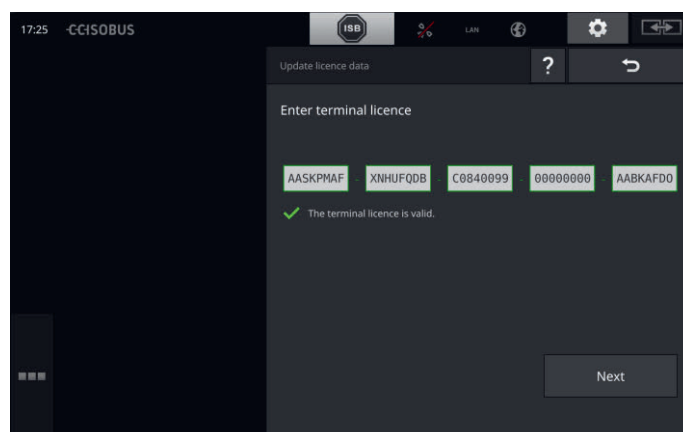 17:25 CCISOBUS ISB LAN
Update licence data ?
Enter terminal licence
AASKPMAF - XNHUFQDB - C0840099 - 00000000 - AABKAFDO
The terminal licence is valid.
Next